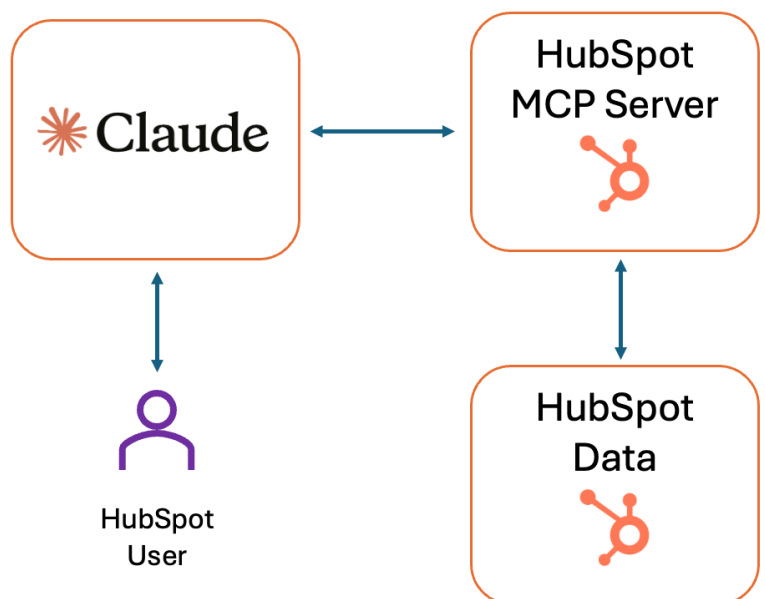 Claude
HubSpot
MCP Server
HubSpot
User
HubSpot
Data